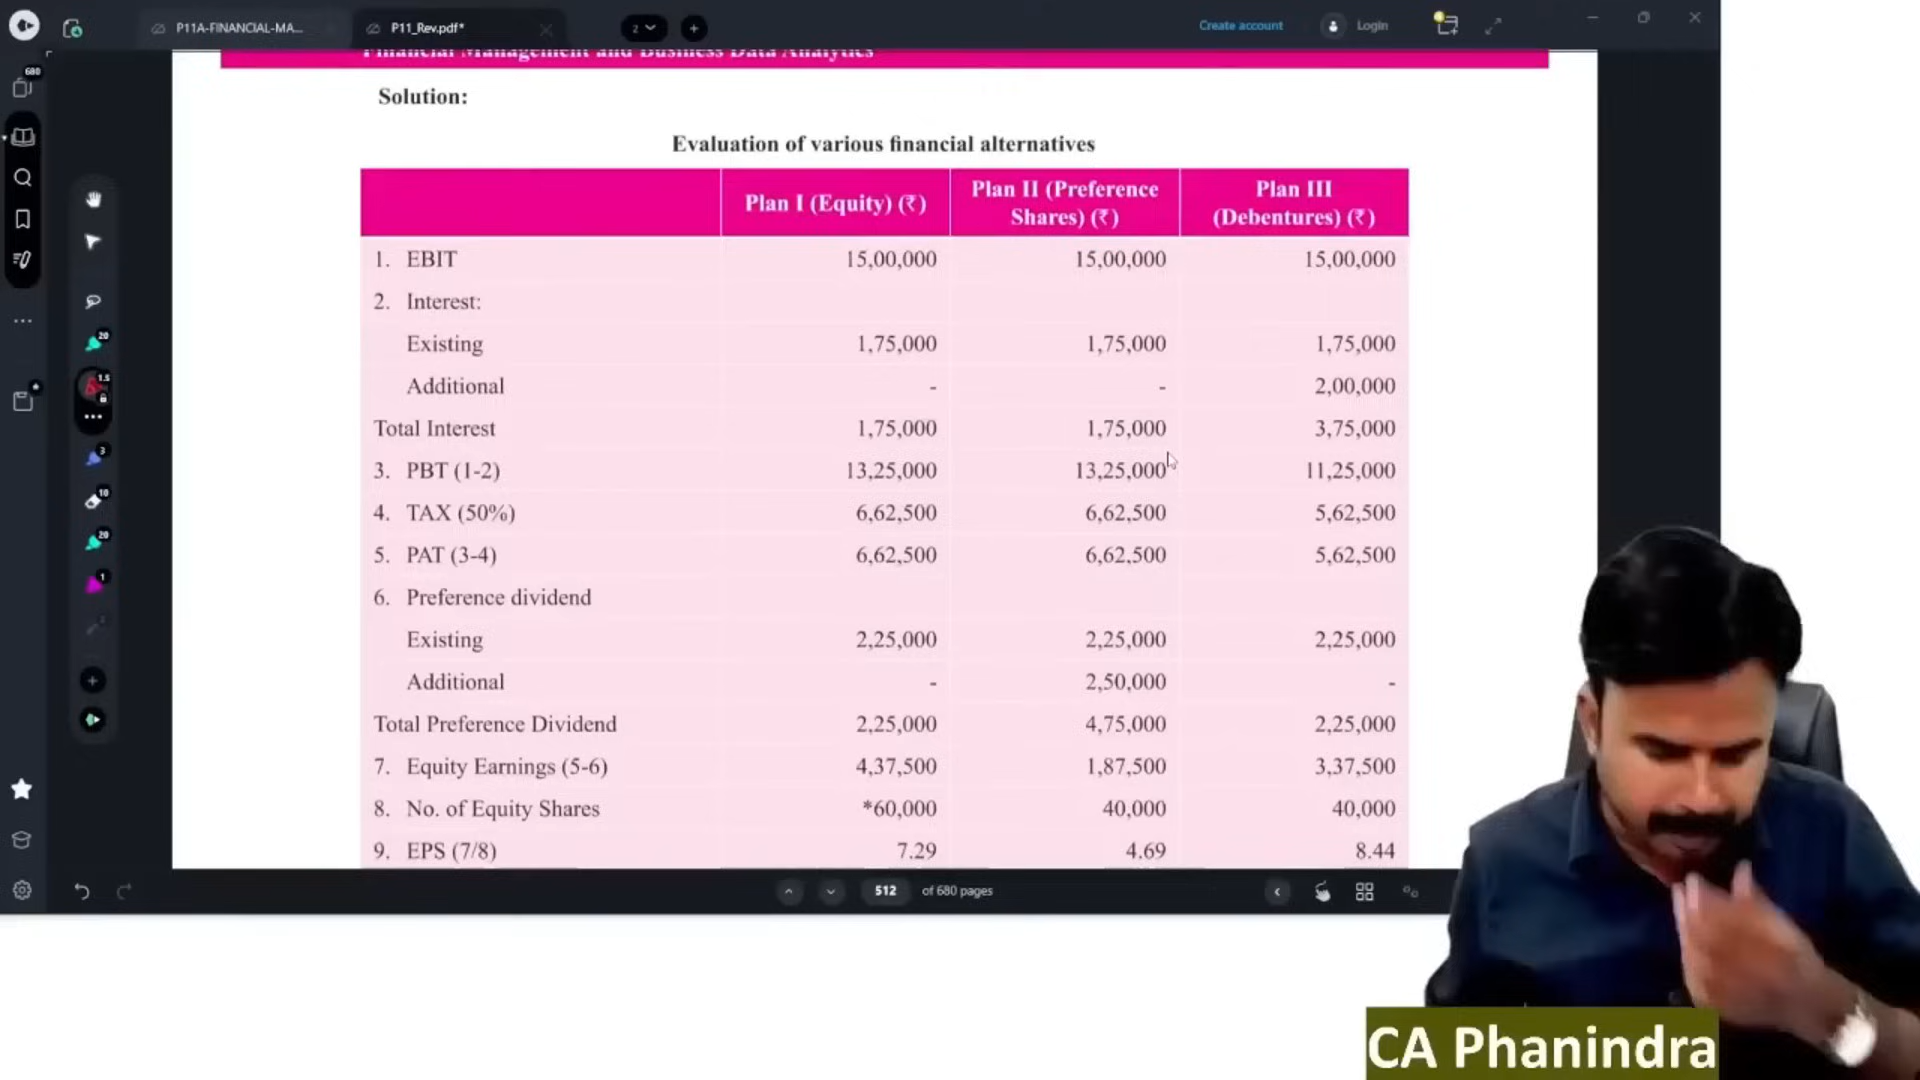 P11A-FINANCIAL-MA...
P11_Rev.pdf*
2
Create account
Login
680
Financial Management and Business Data Analytics
Solution:
Evaluation of various financial alternatives
Plan I (Equity) (₹)
Plan II (Preference Shares) (₹)
Plan III (Debentures) (₹)
1. EBIT 15,00,000 15,00,000 15,00,000
2. Interest:
Existing 1,75,000 1,75,000 1,75,000
Additional - - 2,00,000
Total Interest 1,75,000 1,75,000 3,75,000
3. PBT (1-2) 13,25,000 13,25,000 11,25,000
4. TAX (50%) 6,62,500 6,62,500 5,62,500
5. PAT (3-4) 6,62,500 6,62,500 5,62,500
6. Preference dividend
Existing 2,25,000 2,25,000 2,25,000
Additional - 2,50,000 -
Total Preference Dividend 2,25,000 4,75,000 2,25,000
7. Equity Earnings (5-6) 4,37,500 1,87,500 3,37,500
8. No. of Equity Shares *60,000 40,000 40,000
9. EPS (7/8) 7.29 4.69 8.44
20
1.5
3
10
20
1
512 of 680 pages
CA Phanindra